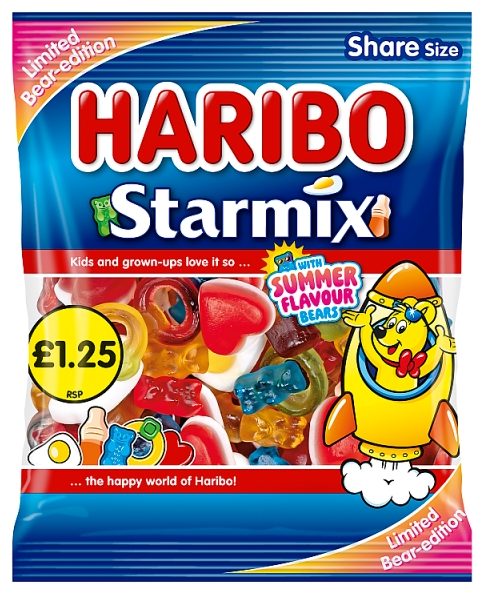 Limited
Bear-edition
Share Size
HARIBO
Starmix
Kids and grown-ups love it so ...
WITH
SUMMER
FLAVOUR
BEARS
£1.25
RSP
... the happy world of Haribo!
Limited
Bear-edition